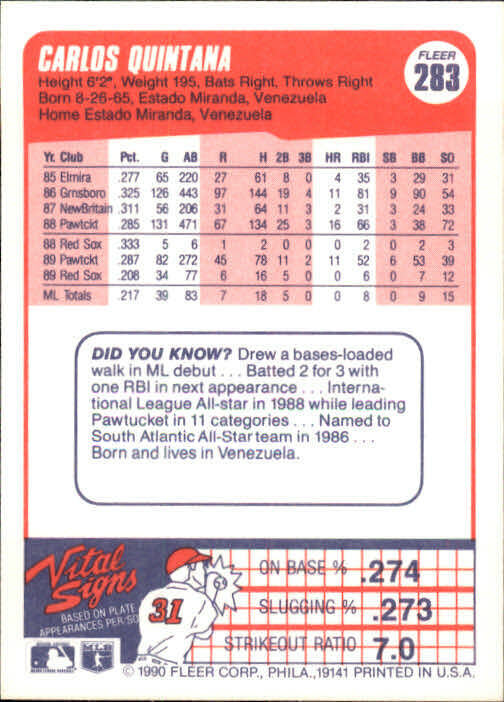 CARLOS QUINTANA
FLEER
283
Height 6'2", Weight 195, Bats Right, Throws Right
Born 8-26-65, Estado Miranda, Venezuela
Home Estado Miranda, Venezuela
Yr. Club Pct. G AB R H 2B 3B HR RBI SB BB SO
85 Elmira .277 65 220 27 61 8 0 4 35 3 29 31
86 Grnsboro .325 126 443 97 144 19 4 11 81 9 90 54
87 NewBritain .311 56 206 31 64 11 3 2 31 3 24 33
88 Pawtckt .285 131 471 67 134 25 3 16 66 3 38 72
88 Red Sox .333 5 6 1 2 0 0 0 2 0 2 3
89 Pawtckt .287 82 272 45 78 11 2 11 52 6 53 39
89 Red Sox .208 34 77 6 16 5 0 0 6 0 7 12
ML Totals .217 39 83 7 18 5 0 0 8 0 9 15
DID YOU KNOW? Drew a bases-loaded
walk in ML debut . . . Batted 2 for 3 with
one RBI in next appearance . . . Interna-
tional League All-star in 1988 while leading
Pawtucket in 11 categories . . . Named to
South Atlantic All-Star team in 1986 . . .
Born and lives in Venezuela.
Vital
Signs
BASED ON PLATE
APPEARANCES PER/SO
31
ON BASE % .274
SLUGGING % .273
STRIKEOUT RATIO 7.0
© 1990 FLEER CORP., PHILA., 19141 PRINTED IN U.S.A.